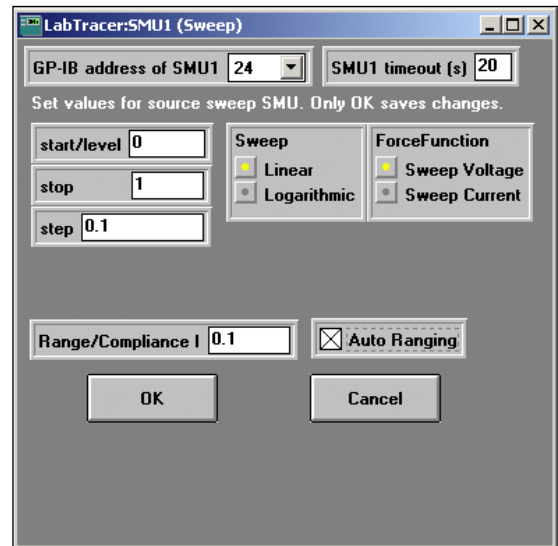 LabTracer:SMU1 (Sweep)
GP-IB address of SMU1 24
SMU1 timeout (s) 20
Set values for source sweep SMU. Only OK saves changes.
start/level 0
stop 1
step 0.1
Sweep
Linear
Logarithmic
ForceFunction
Sweep Voltage
Sweep Current
Range/Compliance I 0.1
Auto Ranging
OK
Cancel